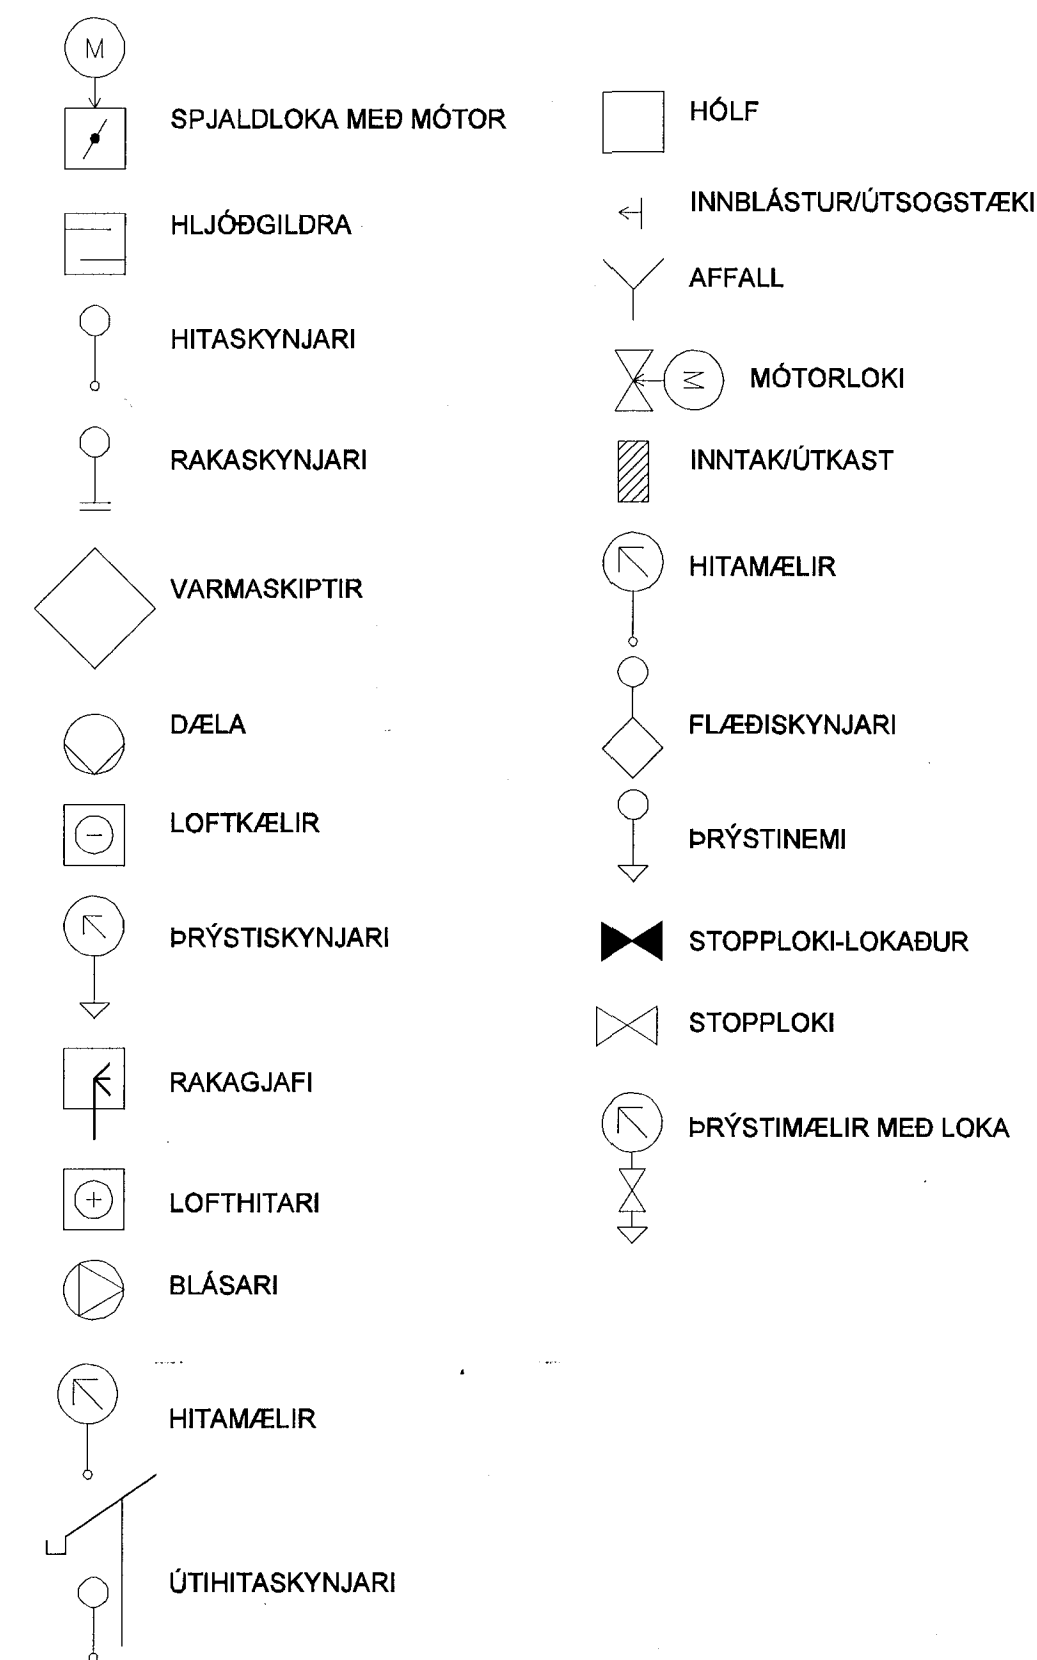 M
SPJALDLOKA MEÐ MÓTOR
HLJÓÐGILDRA
HITASKYNJARI
RAKASKYNJARI
VARMASKIPTIR
DÆLA
LOFTKÆLIR
ÞRÝSTISKYNJARI
RAKAGJAFI
LOFTHITARI
BLÁSARI
HITAMÆLIR
ÚTIHITASKYNJARI
HÓLF
INNBLÁSTUR/ÚTSOGSTÆKI
AFFALL
M MÓTORLOKI
INNTAK/ÚTKAST
HITAMÆLIR
FLÆÐISKYNJARI
ÞRÝSTINEMI
STOPPLOKI-LOKAÐUR
STOPPLOKI
ÞRÝSTIMÆLIR MEÐ LOKA